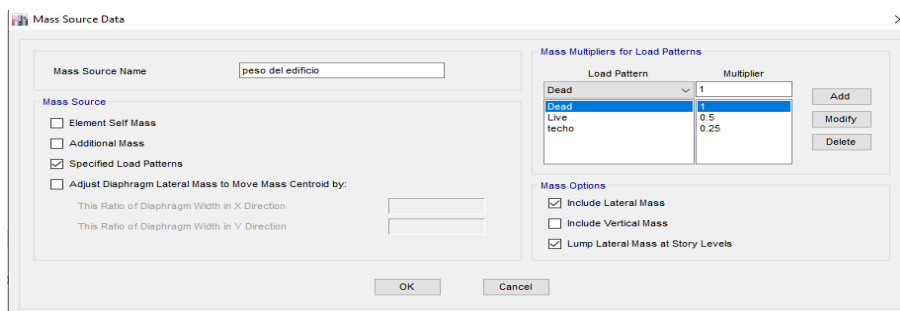 Mass Source Data
Mass Source Name peso del edificio
Mass Source
Element Self Mass
Additional Mass
Specified Load Patterns
Adjust Diaphragm Lateral Mass to Move Mass Centroid by:
This Ratio of Diaphragm Width in X Direction
This Ratio of Diaphragm Width in Y Direction
Mass Multipliers for Load Patterns
Load Pattern Multiplier
Dead 1
Dead 1
Live 0.5
techo 0.25
Add
Modify
Delete
Mass Options
Include Lateral Mass
Include Vertical Mass
Lump Lateral Mass at Story Levels
OK Cancel